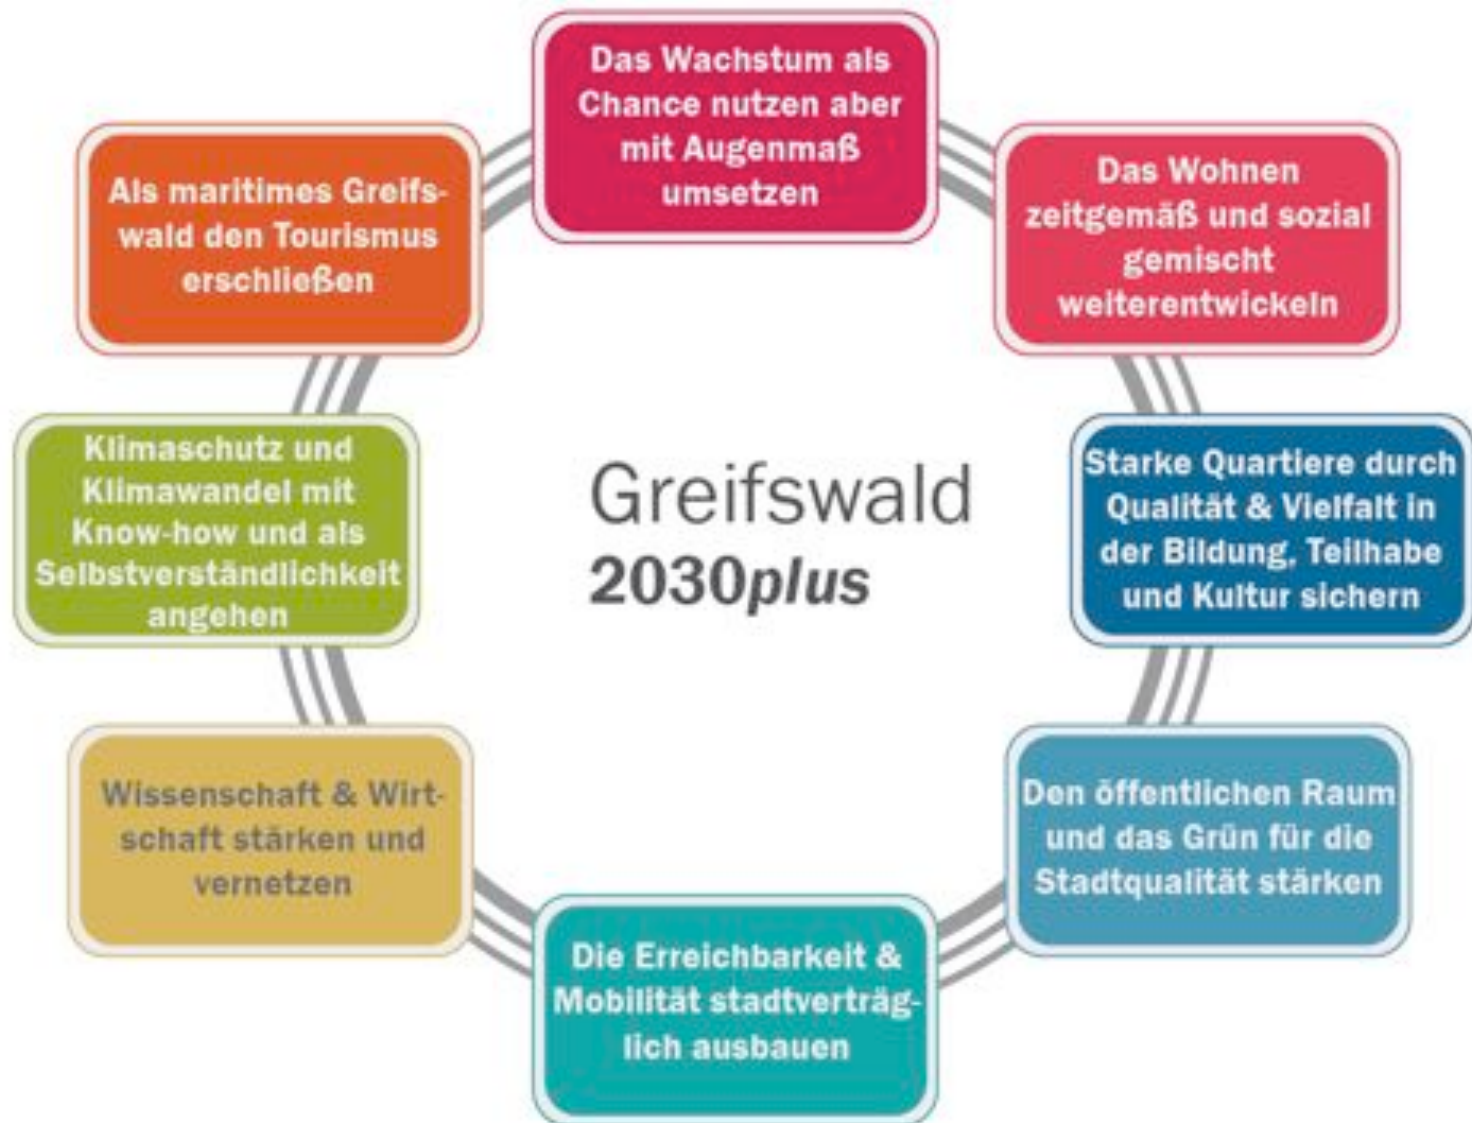 Das Wachstum als
Chance nutzen aber
mit Augenmaß
umsetzen
Das Wohnen
zeitgemäß und sozial
gemischt
weiterentwickeln
Starke Quartiere durch
Qualität & Vielfalt in
der Bildung, Teilhabe
und Kultur sichern
Den öffentlichen Raum
und das Grün für die
Stadtqualität stärken
Die Erreichbarkeit &
Mobilität stadtverträg-
lich ausbauen
Wissenschaft & Wirt-
schaft stärken und
vernetzen
Klimaschutz und
Klimawandel mit
Know-how und als
Selbstverständlichkeit
angehen
Als maritimes Greifs-
wald den Tourismus
erschließen
Greifswald
2030plus